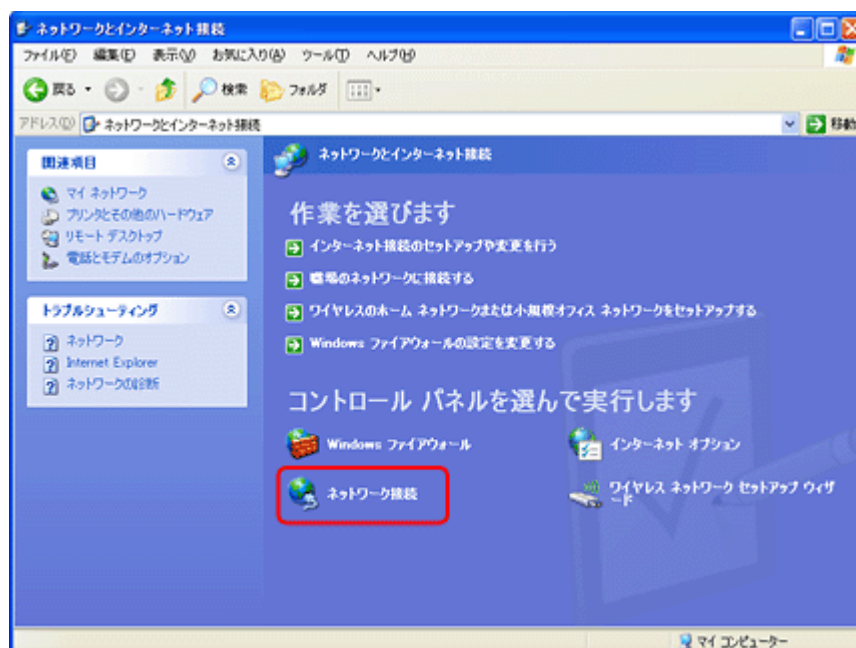 ネットワークとインターネット接続
ファイル(F) 編集(E) 表示(V) お気に入り(A) ツール(T) ヘルプ(H)
戻る 検索 フォルダ
アドレス(D) ネットワークとインターネット接続 移動
関連項目
マイ ネットワーク
プリンタとその他のハードウェア
リモート デスクトップ
電話とモデムのオプション
トラブルシューティング
ネットワーク
Internet Explorer
ネットワークの診断
ネットワークとインターネット接続
作業を選びます
インターネット接続のセットアップや変更を行う
職場のネットワークに接続する
ワイヤレスのホーム ネットワークまたは小規模オフィス ネットワークをセットアップする
Windows ファイアウォールの設定を変更する
コントロール パネルを選んで実行します
Windows ファイアウォール
インターネット オプション
ネットワーク接続
ワイヤレス ネットワーク セットアップ ウィザ
ード
マイ コンピューター